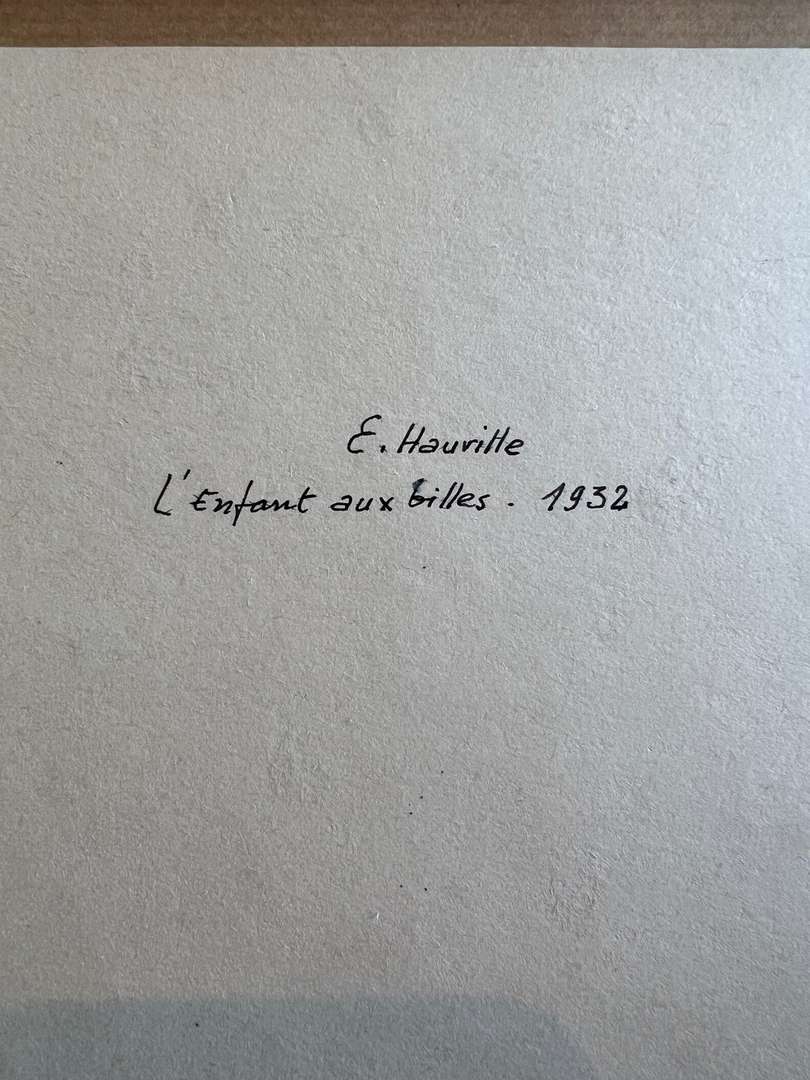 E. Hauville
L'Enfant aux billes . 1932